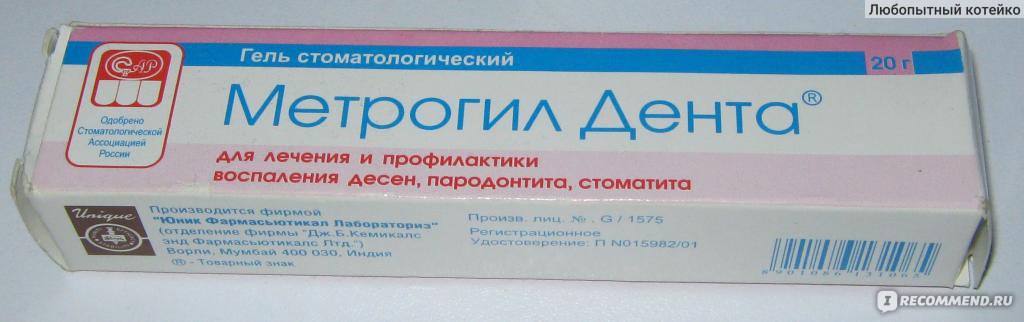 Любопытный котейко
Гель стоматологический
20 г
Метрогил Дента®
для лечения и профилактики
воспаления десен, пародонтита, стоматита
СтАР
Одобрено
Стоматологической
Ассоциацией
России
Unique
Производится фирмой
"Юник Фармасьютикал Лабораториз"
(отделение фирмы "Дж.Б.Кемикалс
энд Фармасьютикалс Лтд.")
Ворли, Мумбай 400 030, Индия
® - Товарный знак
Произв. лиц. №. G / 1575
Регистрационное
Удостоверение: П N015982/01
8901086131065
I RECOMMEND.RU